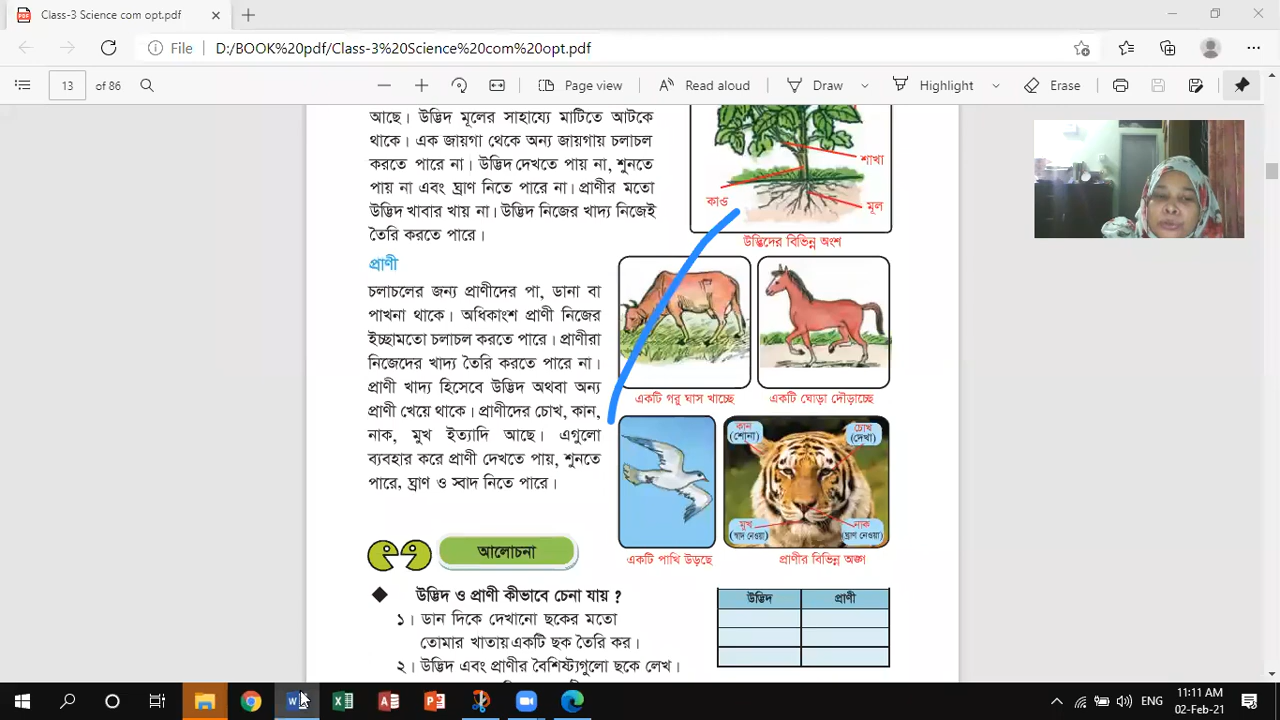 Class-3 Science com opt.pdf
File D:/BOOK%20pdf/Class-3%20Science%20com%20opt.pdf
13 of 86 Page view Read aloud Draw Highlight Erase
আছে। উদ্ভিদ মূলের সাহায্যে মাটিতে আটকে
থাকে। এক জায়গা থেকে অন্য জায়গায় চলাচল
করতে পারে না। উদ্ভিদ দেখতে পায় না, শুনতে
পায় না এবং ঘ্রাণ নিতে পারে না। প্রাণীর মতো
উদ্ভিদ খাবার খায় না। উদ্ভিদ নিজের খাদ্য নিজেই
তৈরি করতে পারে।
শাখা
কাণ্ড
মূল
উদ্ভিদের বিভিন্ন অংশ
প্রাণী
চলাচলের জন্য প্রাণীদের পা, ডানা বা
পাখনা থাকে। অধিকাংশ প্রাণী নিজের
ইচ্ছামতো চলাচল করতে পারে। প্রাণীরা
নিজেদের খাদ্য তৈরি করতে পারে না।
প্রাণী খাদ্য হিসেবে উদ্ভিদ অথবা অন্য
প্রাণী খেয়ে থাকে। প্রাণীদের চোখ, কান,
নাক, মুখ ইত্যাদি আছে। এগুলো
ব্যবহার করে প্রাণী দেখতে পায়, শুনতে
পারে, ঘ্রাণ ও স্বাদ নিতে পারে।
একটি গরু ঘাস খাচ্ছে
একটি ঘোড়া দৌড়াচ্ছে
কান
(শোনা)
চোখ
(দেখা)
মুখ
(স্বাদ নেওয়া)
নাক
(ঘ্রাণ নেওয়া)
একটি পাখি উড়ছে
প্রাণীর বিভিন্ন অঙ্গ
আলোচনা
উদ্ভিদ ও প্রাণী কীভাবে চেনা যায় ?
১। ডান দিকে দেখানো ছকের মতো
তোমার খাতায় একটি ছক তৈরি কর।
২। উদ্ভিদ এবং প্রাণীর বৈশিষ্ট্যগুলো ছকে লেখ।
উদ্ভিদ প্রাণী
ENG
11:11 AM
02-Feb-21